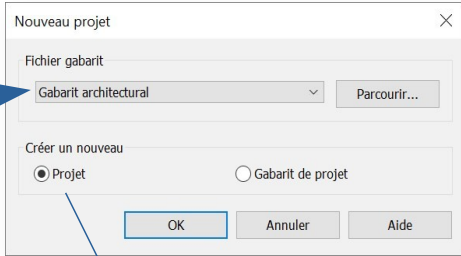 Nouveau projet
Fichier gabarit
Gabarit architectural
Parcourir...
Créer un nouveau
Projet
Gabarit de projet
OK
Annuler
Aide